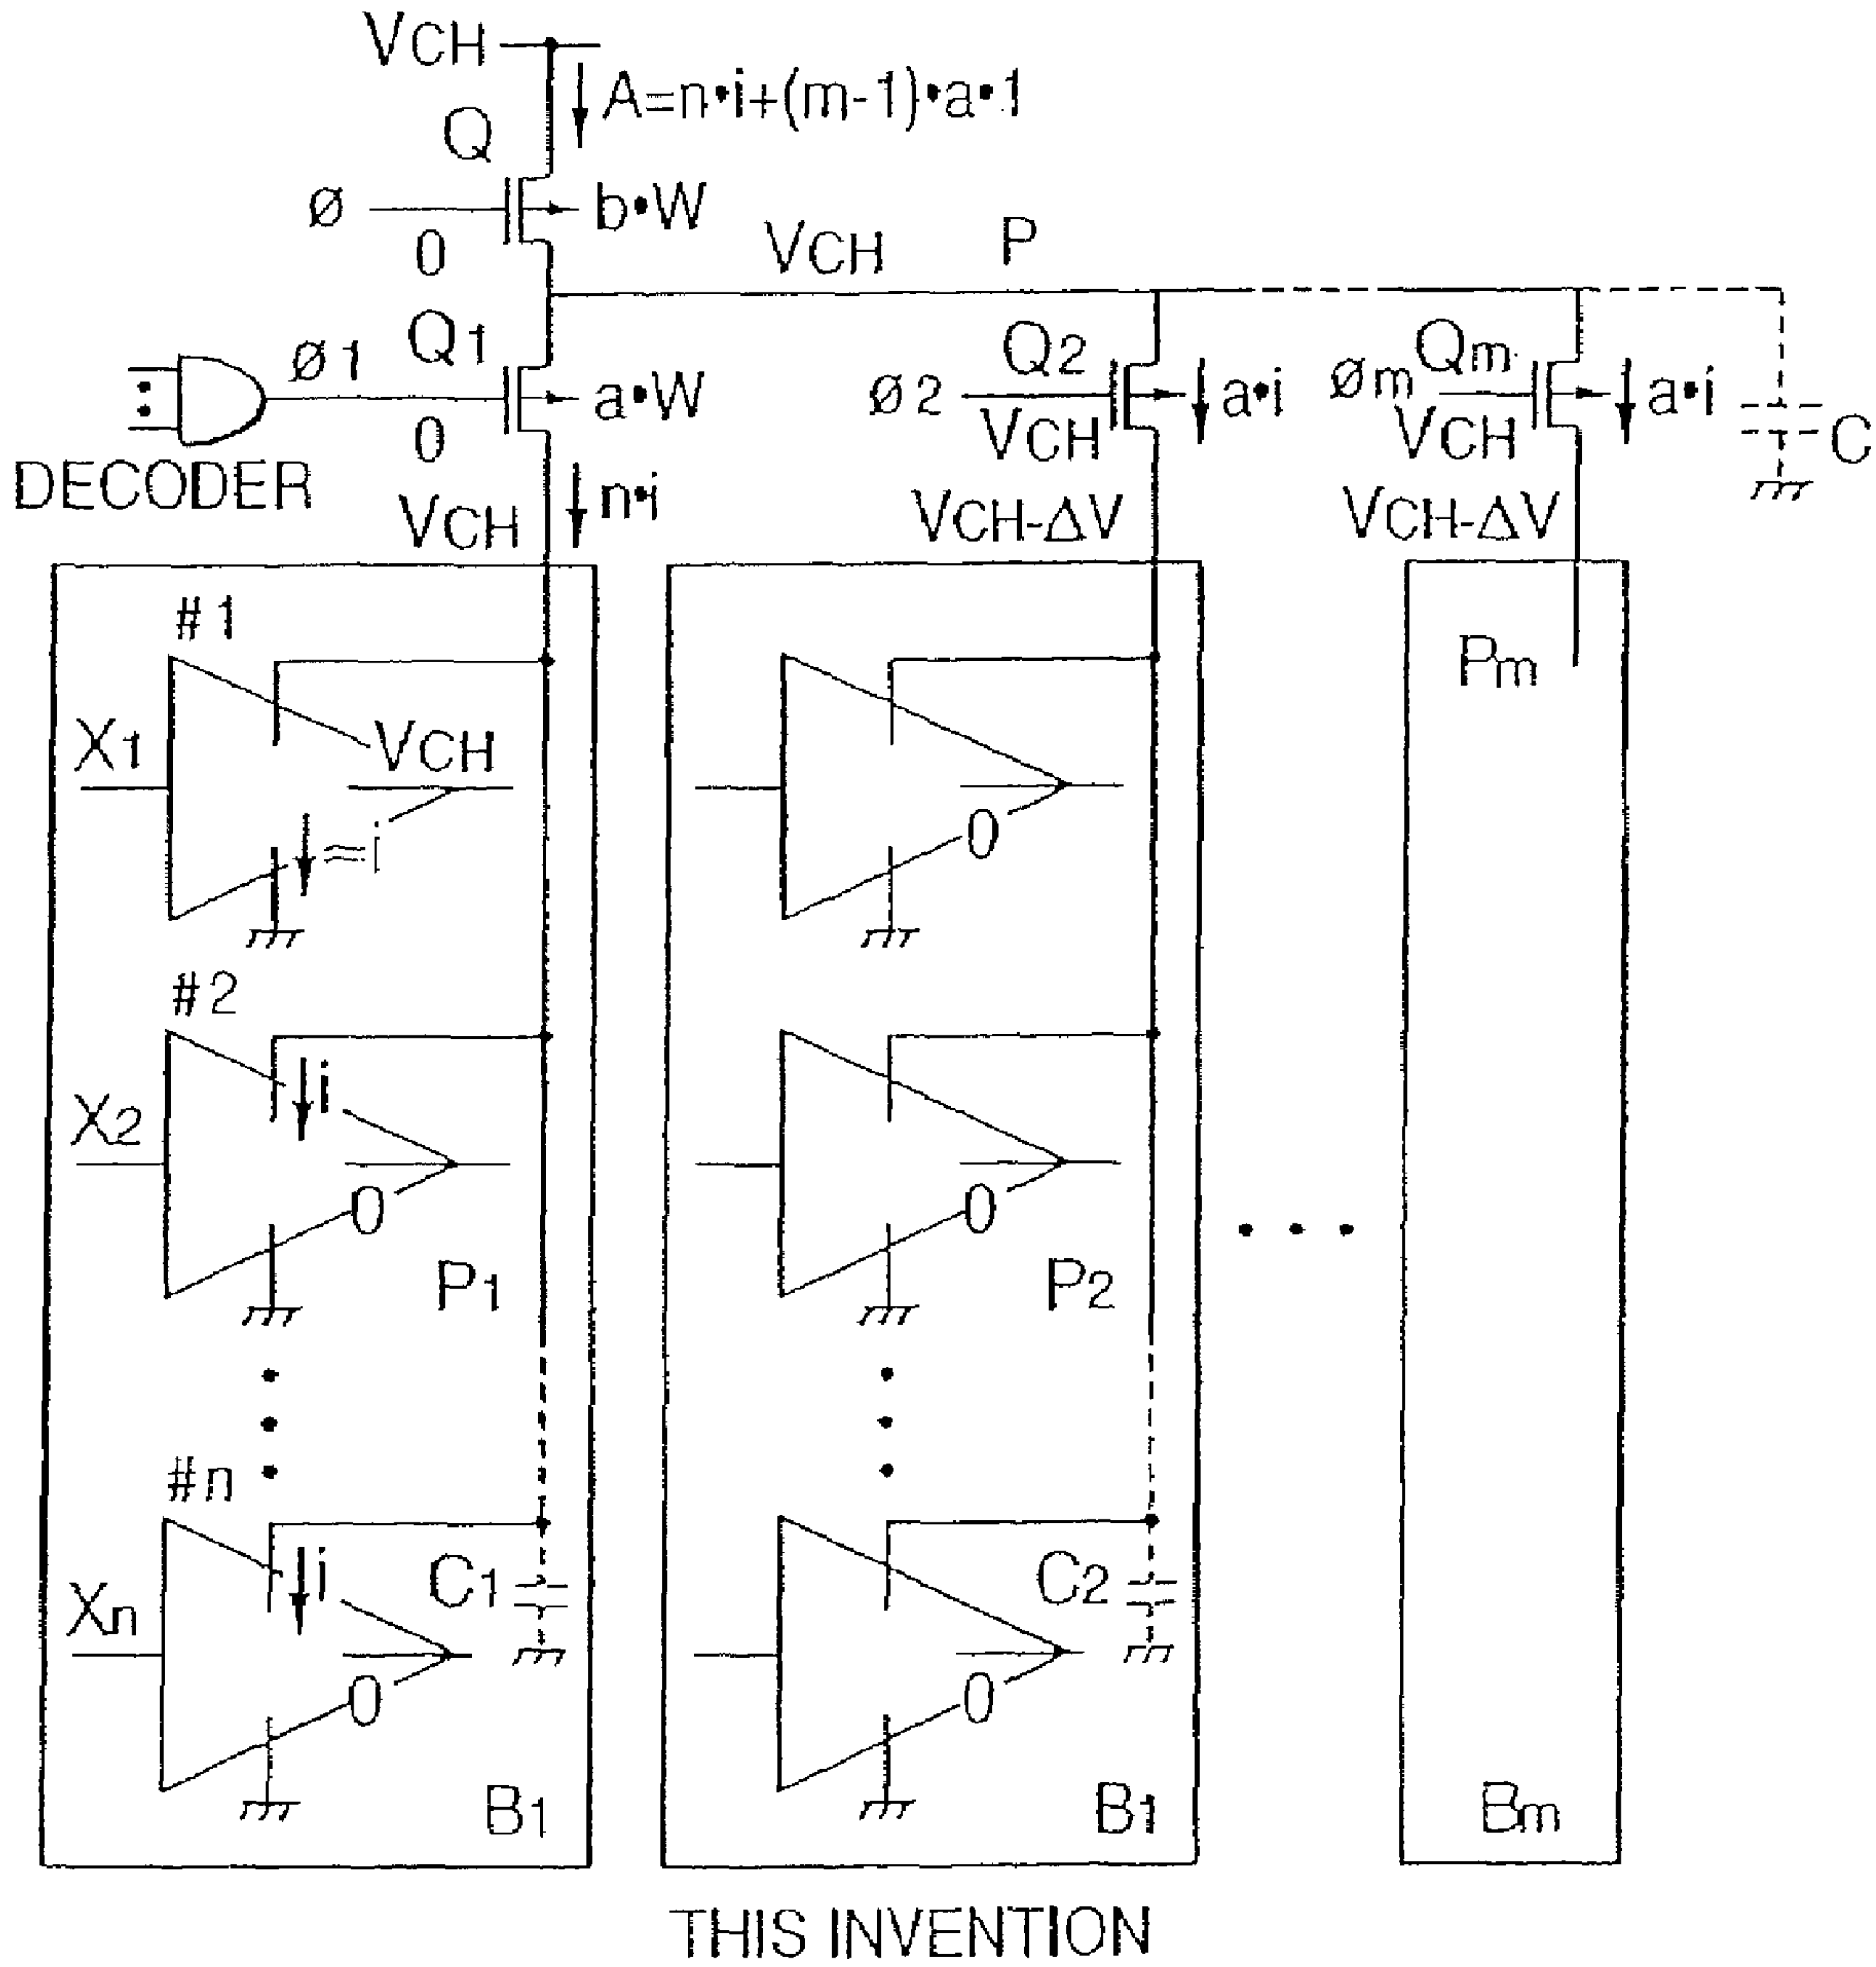 VCH
A=n•i+(m-1)•a•1
Q
ø
b•W
0
VCH
P
Q1
ø1
a•W
0
DECODER
VCH
n•i
Q2
ø2
a•i
VCH
VCH-ΔV
Qm
øm
a•i
VCH
VCH-ΔV
C
#1
X1
VCH
≃i
0
Pm
#2
X2
i
0
P1
0
P2
#n
Xn
i
0
C1
B1
0
C2
B1
Bm
THIS INVENTION